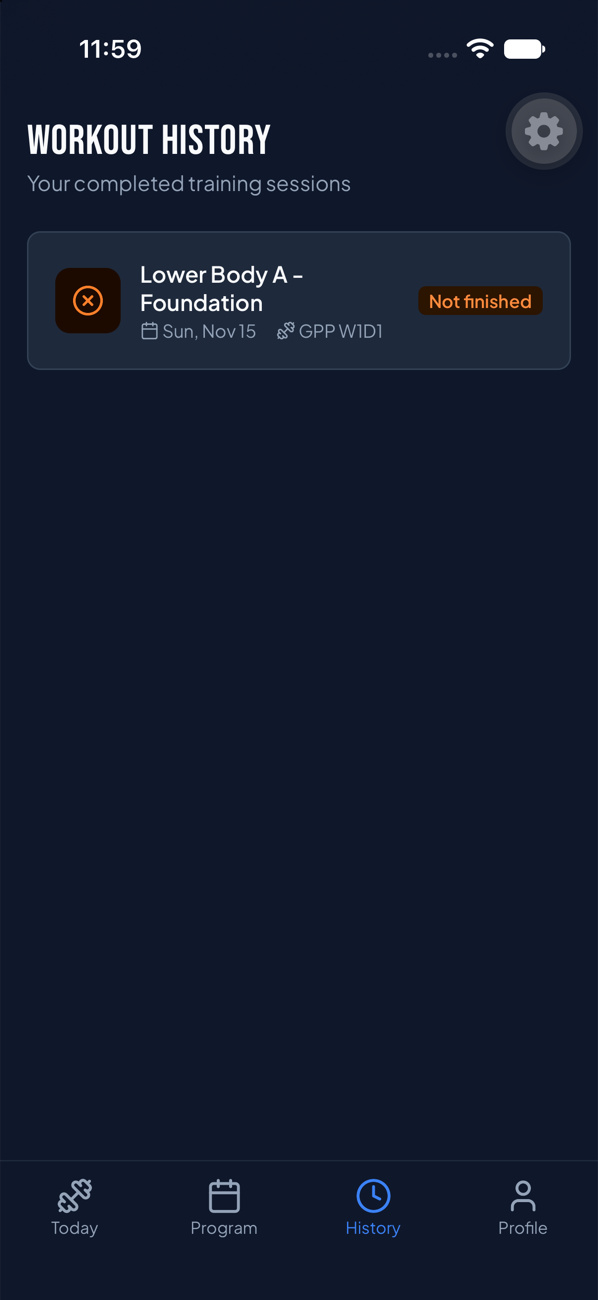 11:59
WORKOUT HISTORY
Your completed training sessions
Lower Body A –
Foundation
Not finished
Sun, Nov 15 GPP W1D1
Today Program History Profile